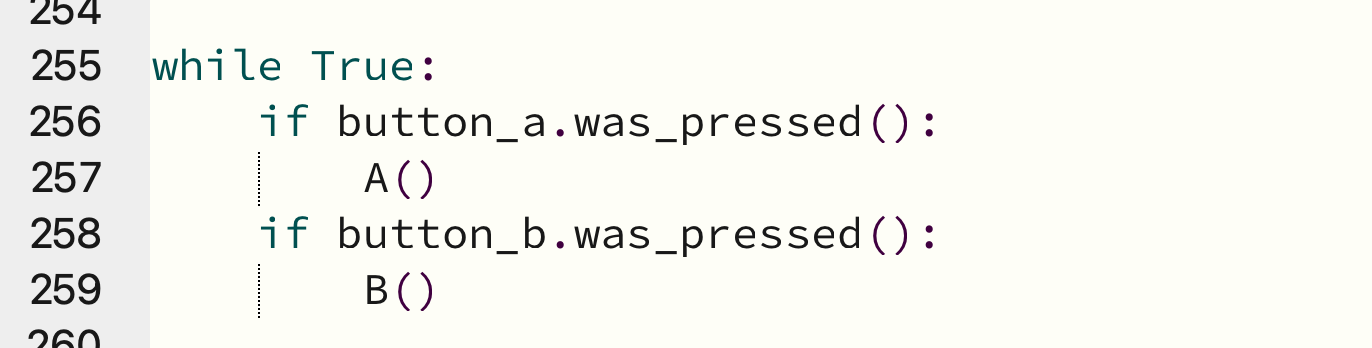 254
255 while True:
256     if button_a.was_pressed():
257         A()
258     if button_b.was_pressed():
259         B()
260